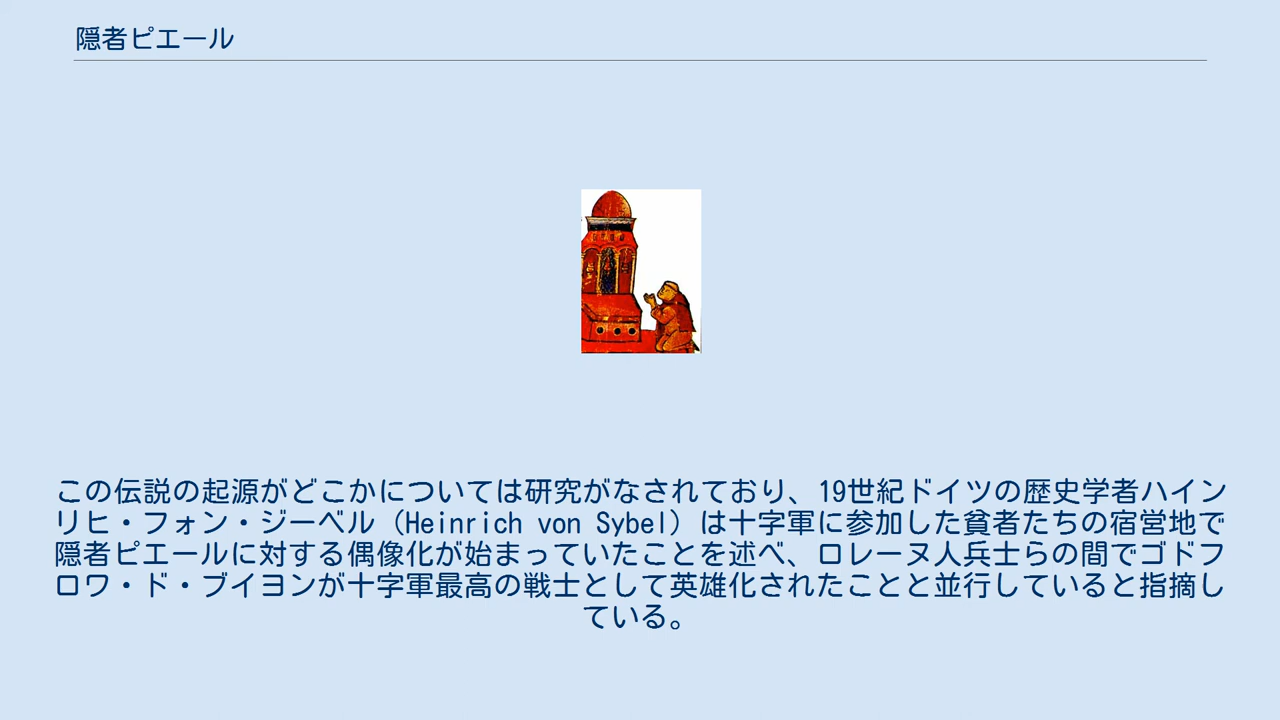 隠者ピエール
この伝説の起源がどこかについては研究がなされており、19世紀ドイツの歴史学者ハイン
リヒ・フォン・ジーベル（Heinrich von Sybel）は十字軍に参加した貧者たちの宿営地で
隠者ピエールに対する偶像化が始まっていたことを述べ、ロレーヌ人兵士らの間でゴドフ
ロワ・ド・ブイヨンが十字軍最高の戦士として英雄化されたことと並行していると指摘し
ている。